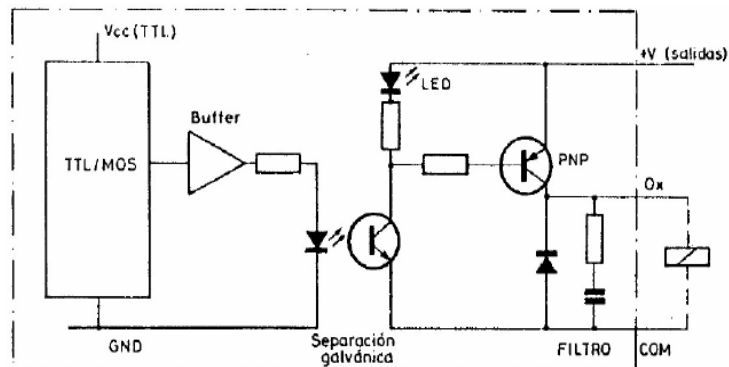 Vcc (TTL)
+V (salidas)
LED
Buffer
TTL/MOS
PNP
Ox
GND
Separación
galvánica
FILTRO
COM